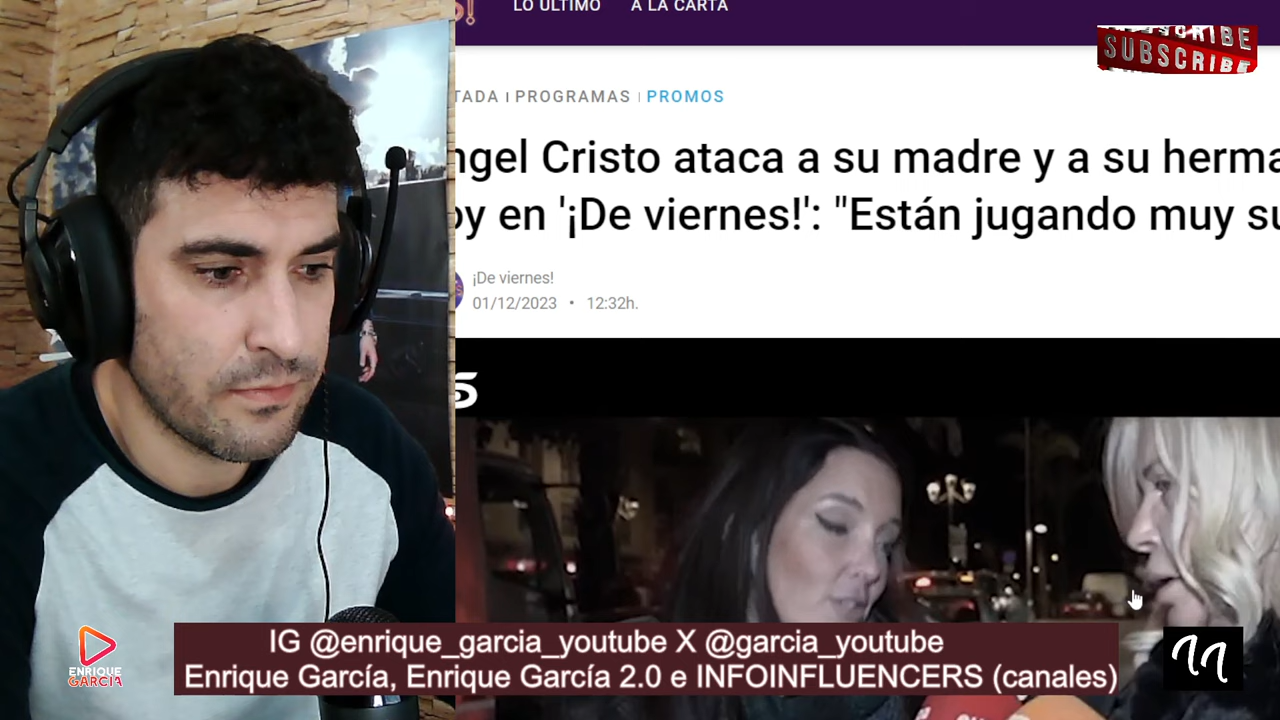 LO ÚLTIMO A LA CARTA
SUBSCRIBE
SUBSCRIBE
TADA | PROGRAMAS | PROMOS
ngel Cristo ataca a su madre y a su herma
oy en '¡De viernes!': "Están jugando muy su
¡De viernes!
01/12/2023 • 12:32h.
5
IG @enrique_garcia_youtube X @garcia_youtube
Enrique García, Enrique García 2.0 e INFOINFLUENCERS (canales)
ENRIQUE
GARCÍA